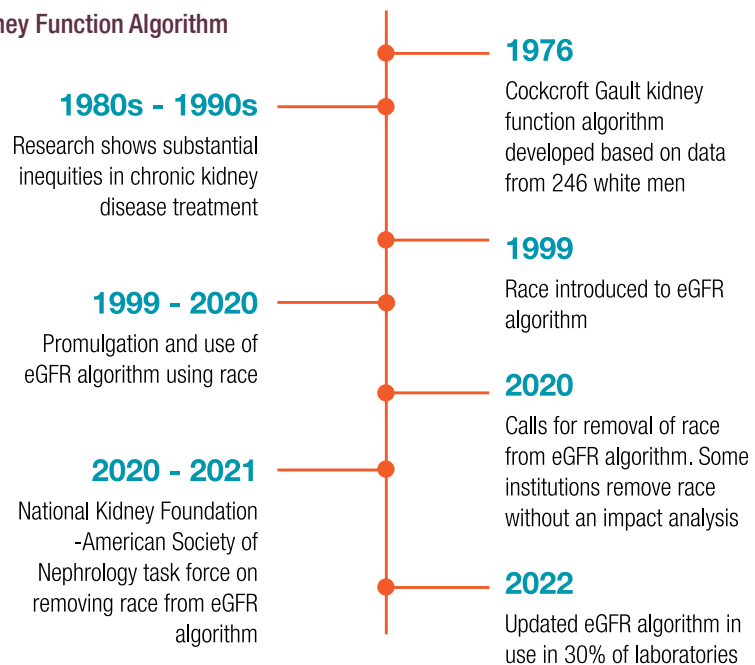 ney Function Algorithm
1976
Cockcroft Gault kidney
function algorithm
developed based on data
from 246 white men
1980s - 1990s
Research shows substantial
inequities in chronic kidney
disease treatment
1999
Race introduced to eGFR
algorithm
1999 - 2020
Promulgation and use of
eGFR algorithm using race
2020
Calls for removal of race
from eGFR algorithm. Some
institutions remove race
without an impact analysis
2020 - 2021
National Kidney Foundation
-American Society of
Nephrology task force on
removing race from eGFR
algorithm
2022
Updated eGFR algorithm in
use in 30% of laboratories